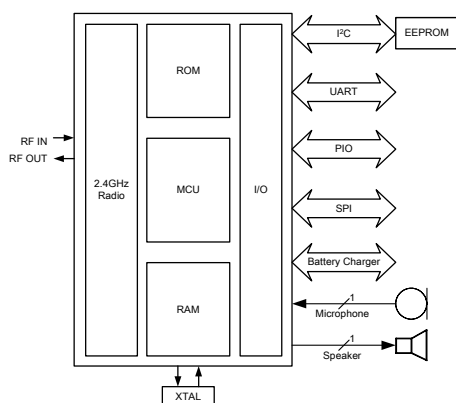 I²C
EEPROM
ROM
UART
RF IN
RF OUT
PIO
2.4GHz
Radio
MCU
I/O
SPI
Battery Charger
RAM
1
Microphone
1
Speaker
XTAL